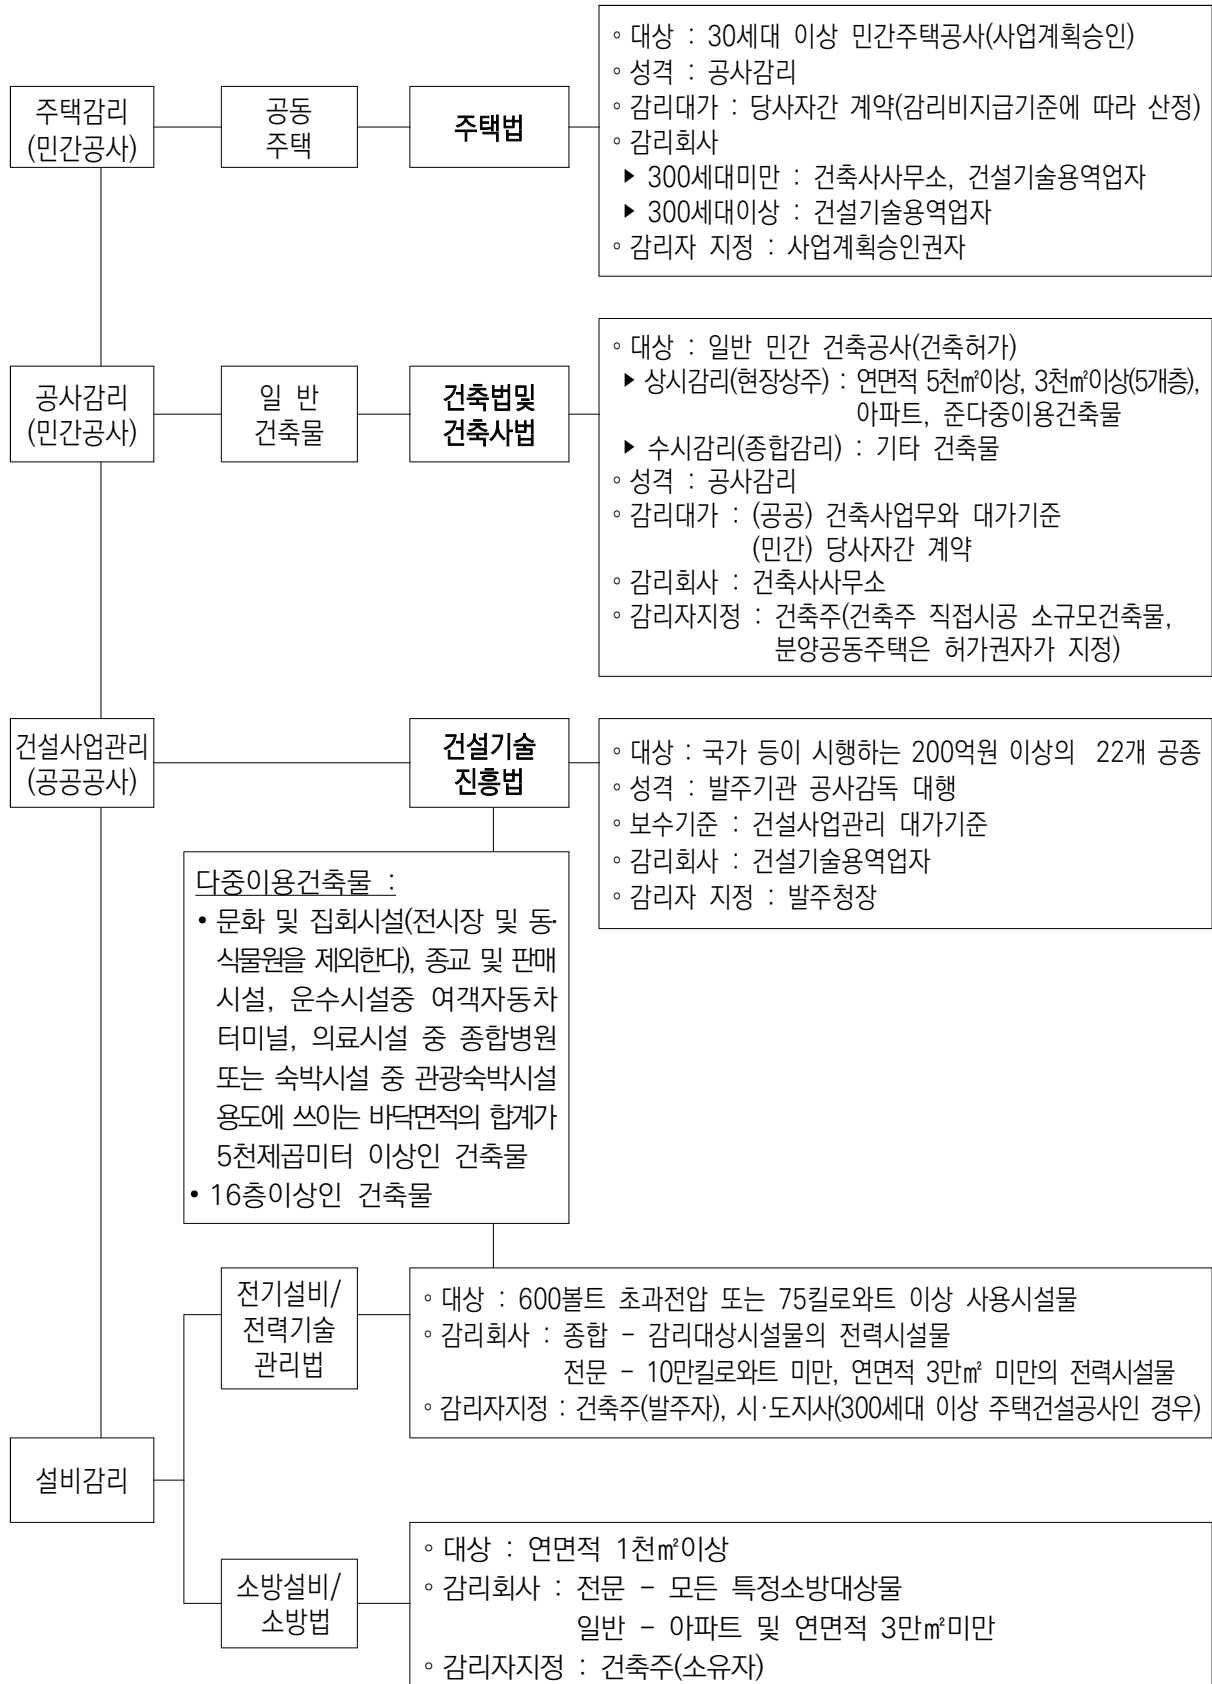 주택감리
(민간공사)
공동
주택
주택법
◦ 대상 : 30세대 이상 민간주택공사(사업계획승인)
◦ 성격 : 공사감리
◦ 감리대가 : 당사자간 계약(감리비지급기준에 따라 산정)
◦ 감리회사
▶ 300세대미만 : 건축사사무소, 건설기술용역업자
▶ 300세대이상 : 건설기술용역업자
◦ 감리자 지정 : 사업계획승인권자
공사감리
(민간공사)
일 반
건축물
건축법및
건축사법
◦ 대상 : 일반 민간 건축공사(건축허가)
▶ 상시감리(현장상주) : 연면적 5천㎡이상, 3천㎡이상(5개층),
아파트, 준다중이용건축물
▶ 수시감리(종합감리) : 기타 건축물
◦ 성격 : 공사감리
◦ 감리대가 : (공공) 건축사업무와 대가기준
(민간) 당사자간 계약
◦ 감리회사 : 건축사사무소
◦ 감리자지정 : 건축주(건축주 직접시공 소규모건축물,
분양공동주택은 허가권자가 지정)
건설사업관리
(공공공사)
건설기술
진흥법
◦ 대상 : 국가 등이 시행하는 200억원 이상의 22개 공종
◦ 성격 : 발주기관 공사감독 대행
◦ 보수기준 : 건설사업관리 대가기준
◦ 감리회사 : 건설기술용역업자
◦ 감리자 지정 : 발주청장
다중이용건축물 :
• 문화 및 집회시설(전시장 및 동·
식물원을 제외한다), 종교 및 판매
시설, 운수시설중 여객자동차
터미널, 의료시설 중 종합병원
또는 숙박시설 중 관광숙박시설
용도에 쓰이는 바닥면적의 합계가
5천제곱미터 이상인 건축물
• 16층이상인 건축물
설비감리
전기설비/
전력기술
관리법
◦ 대상 : 600볼트 초과전압 또는 75킬로와트 이상 사용시설물
◦ 감리회사 : 종합 - 감리대상시설물의 전력시설물
전문 - 10만킬로와트 미만, 연면적 3만㎡ 미만의 전력시설물
◦ 감리자지정 : 건축주(발주자), 시·도지사(300세대 이상 주택건설공사인 경우)
소방설비/
소방법
◦ 대상 : 연면적 1천㎡이상
◦ 감리회사 : 전문 - 모든 특정소방대상물
일반 - 아파트 및 연면적 3만㎡미만
◦ 감리자지정 : 건축주(소유자)